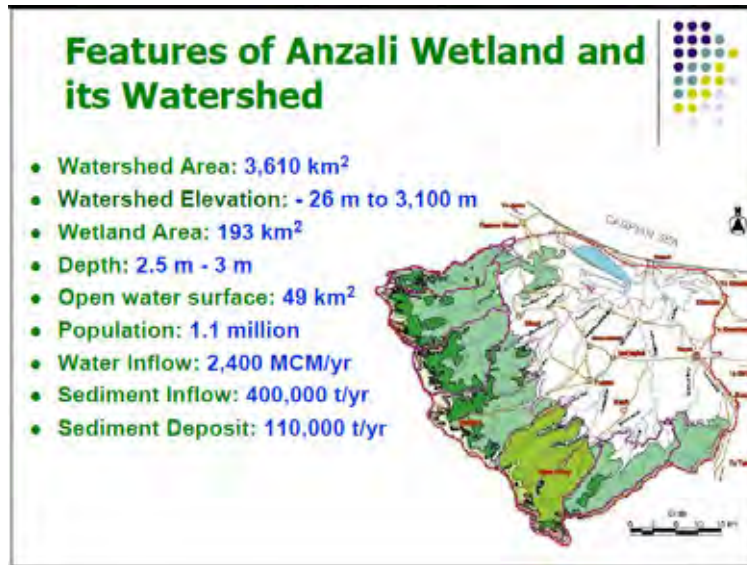 Features of Anzali Wetland and
its Watershed
• Watershed Area: 3,610 km²
• Watershed Elevation: - 26 m to 3,100 m
• Wetland Area: 193 km²
• Depth: 2.5 m - 3 m
• Open water surface: 49 km²
• Population: 1.1 million
• Water Inflow: 2,400 MCM/yr
• Sediment Inflow: 400,000 t/yr
• Sediment Deposit: 110,000 t/yr
CASPIAN SEA
N